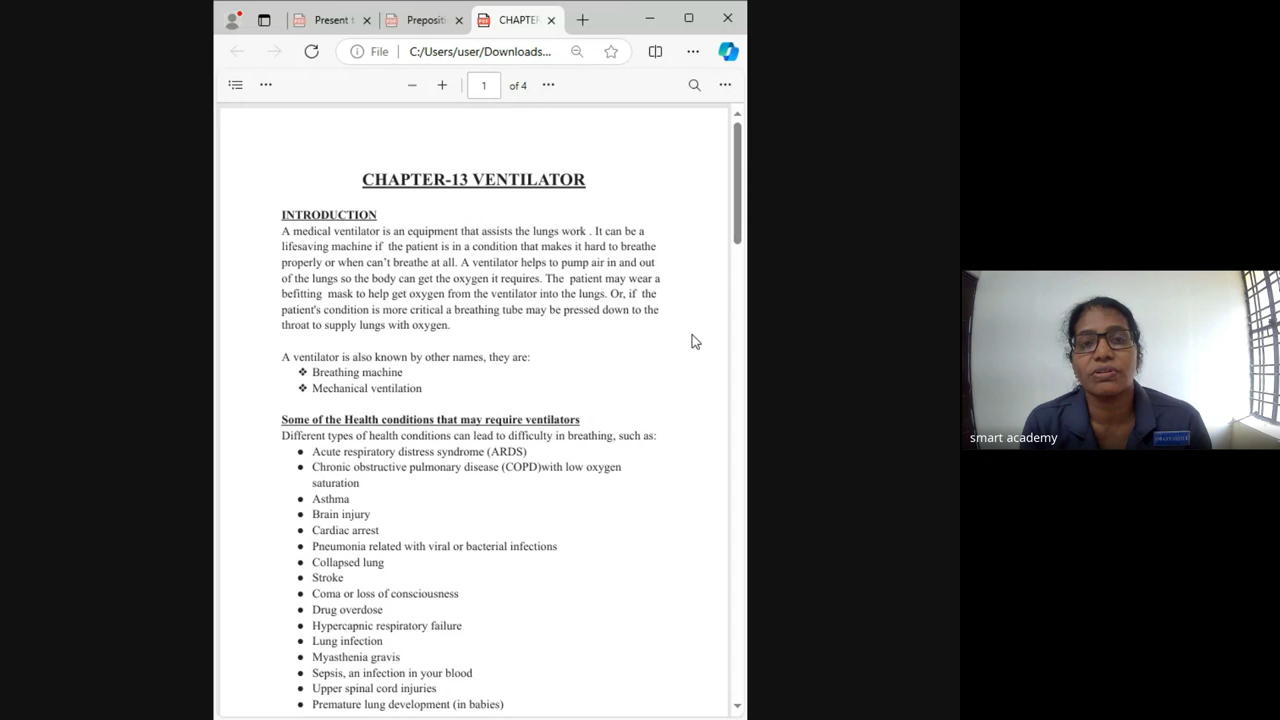 Present
Prepositi
CHAPTER
File
C:/Users/user/Downloads...
1
of 4
CHAPTER-13 VENTILATOR
INTRODUCTION
A medical ventilator is an equipment that assists the lungs work . It can be a
lifesaving machine if the patient is in a condition that makes it hard to breathe
properly or when can't breathe at all. A ventilator helps to pump air in and out
of the lungs so the body can get the oxygen it requires. The patient may wear a
befitting mask to help get oxygen from the ventilator into the lungs. Or, if the
patient's condition is more critical a breathing tube may be pressed down to the
throat to supply lungs with oxygen.
A ventilator is also known by other names, they are:
❖ Breathing machine
❖ Mechanical ventilation
Some of the Health conditions that may require ventilators
Different types of health conditions can lead to difficulty in breathing, such as:
● Acute respiratory distress syndrome (ARDS)
● Chronic obstructive pulmonary disease (COPD)with low oxygen
saturation
● Asthma
● Brain injury
● Cardiac arrest
● Pneumonia related with viral or bacterial infections
● Collapsed lung
● Stroke
● Coma or loss of consciousness
● Drug overdose
● Hypercapnic respiratory failure
● Lung infection
● Myasthenia gravis
● Sepsis, an infection in your blood
● Upper spinal cord injuries
● Premature lung development (in babies)
smart academy